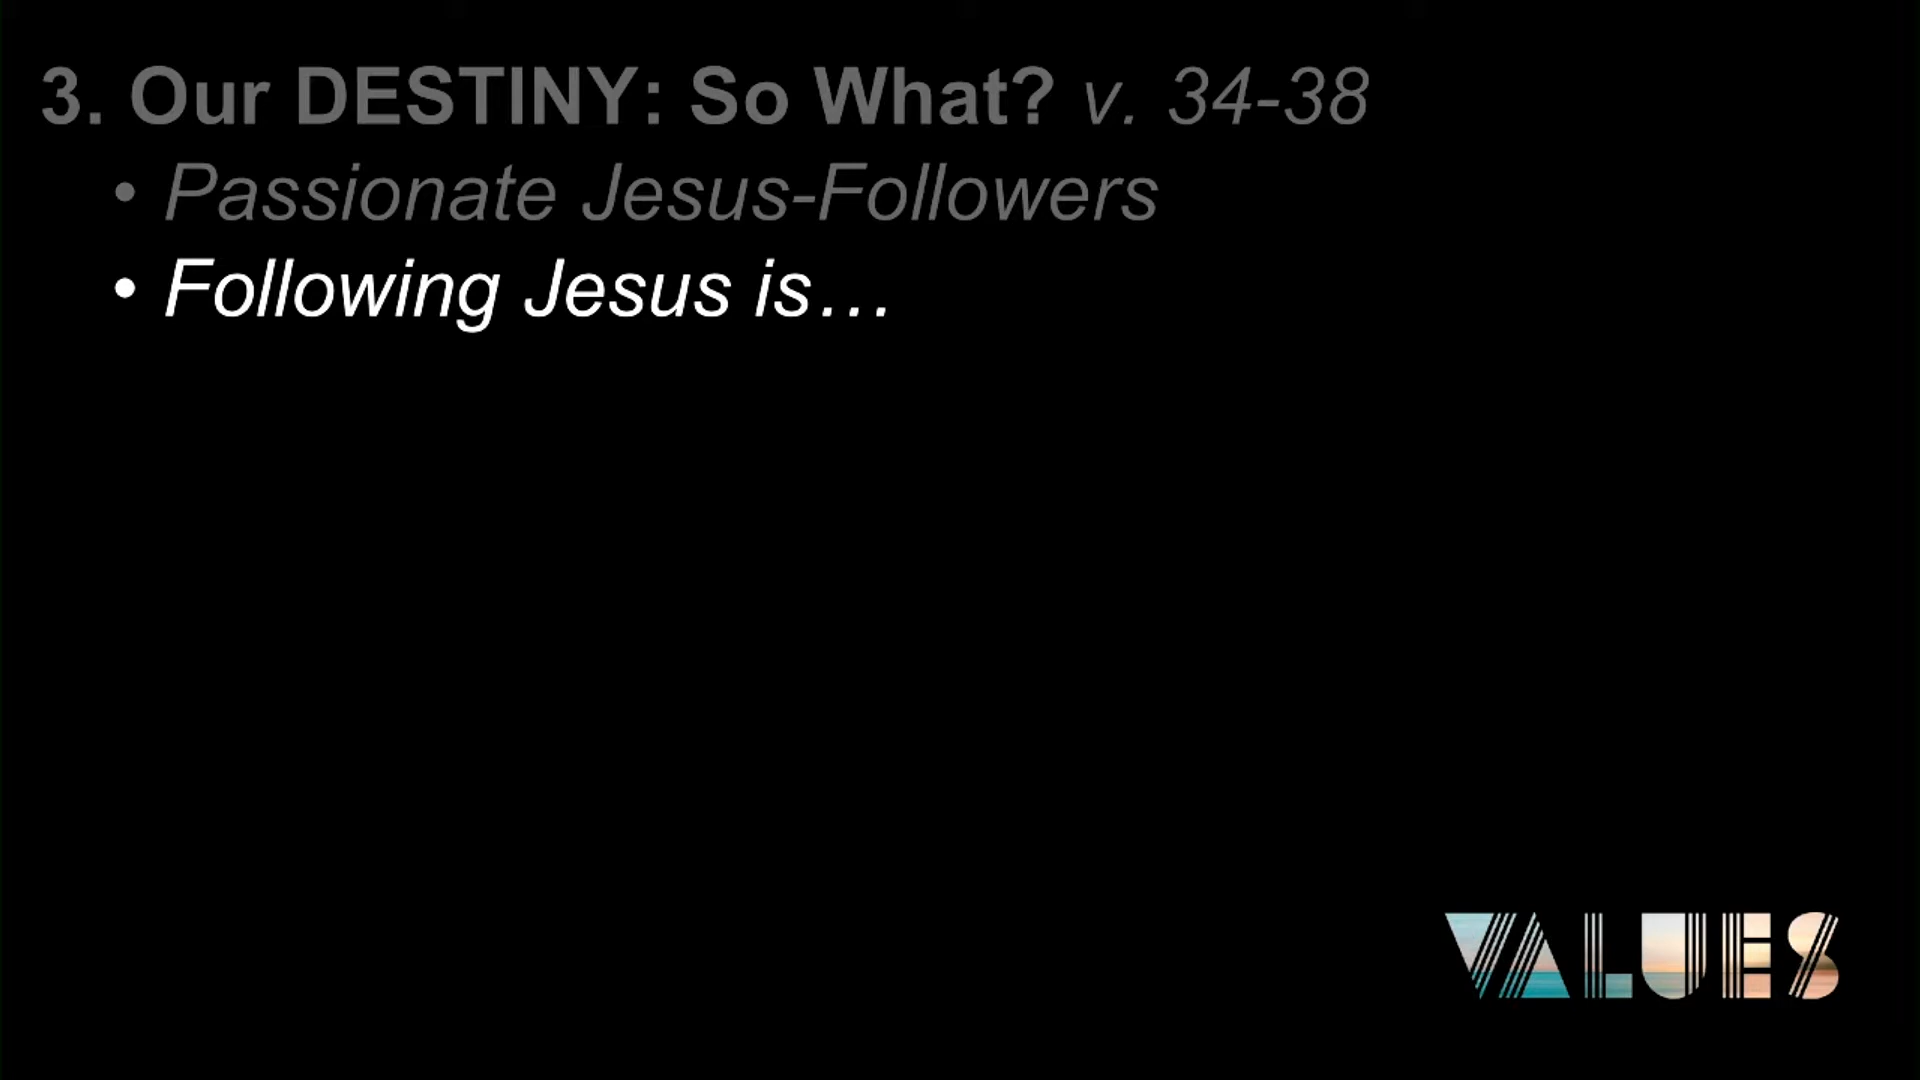 3. Our DESTINY: So What? v. 34-38
• Passionate Jesus-Followers
• Following Jesus is…
VALUES